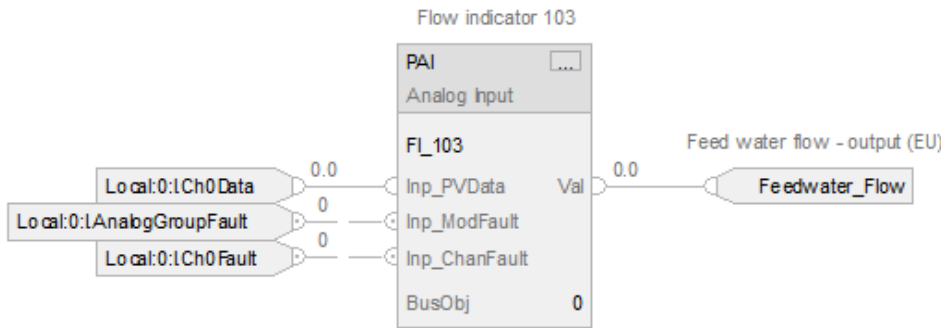 Flow indicator 103
PAI ...
Analog Input
FI_103
Feed water flow - output (EU)
0.0 0.0
Local:0:I.Ch0Data Inp_PVData Val Feedwater_Flow
0
Local:0:I.AnalogGroupFault Inp_ModFault
0
Local:0:I.Ch0Fault Inp_ChanFault
BusObj 0